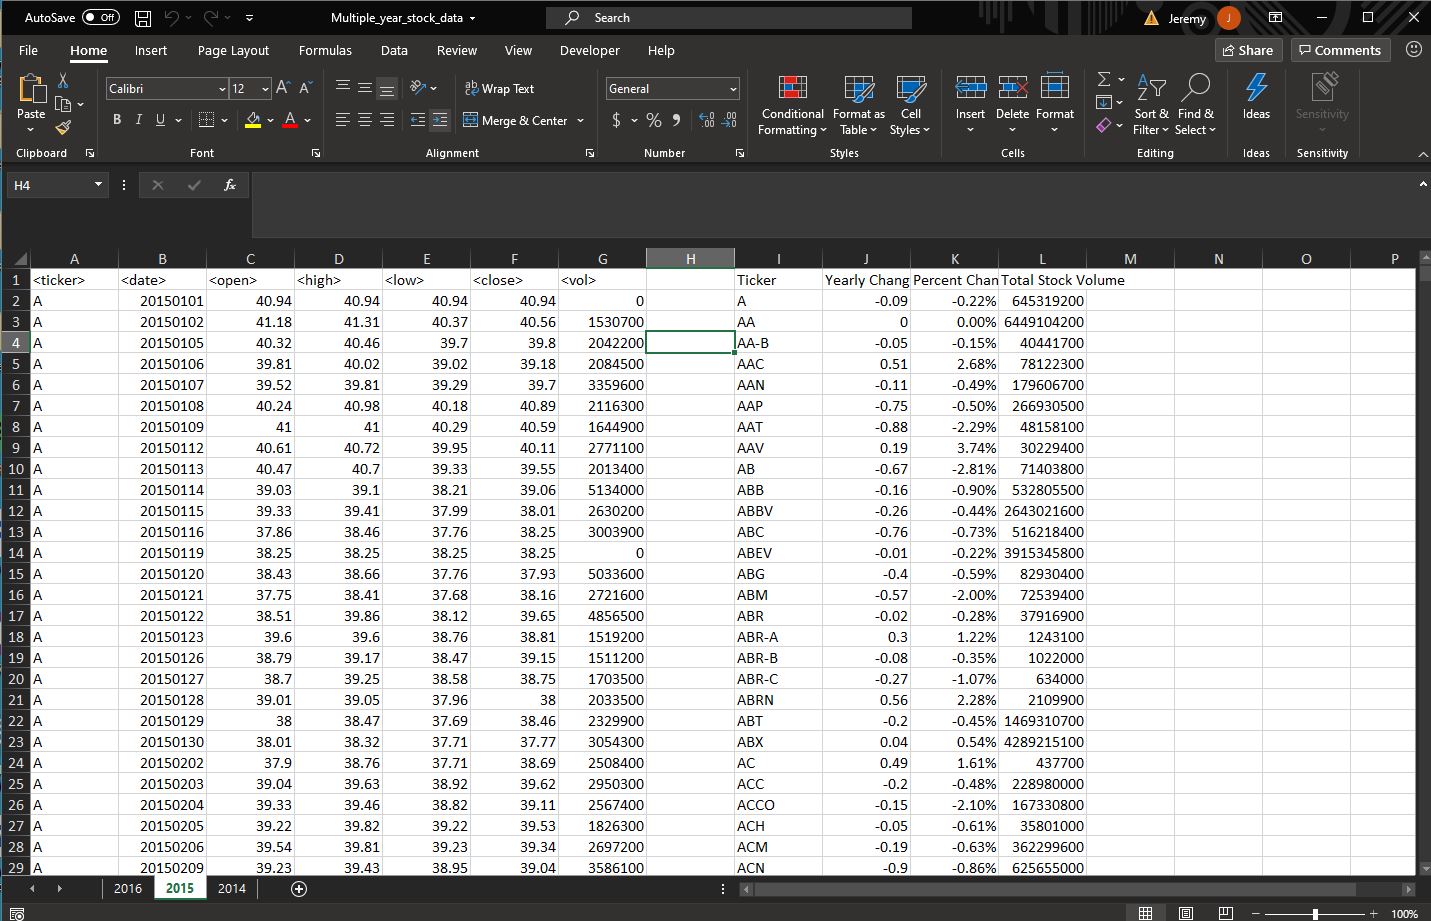 AutoSave Off Multiple_year_stock_data Search Jeremy J
File Home Insert Page Layout Formulas Data Review View Developer Help Share Comments
Calibri 12 A A ab Wrap Text General
Paste B I U A Merge & Center $ % 9 Conditional Formatting Format as Table Cell Styles Insert Delete Format Sort & Filter Find & Select Ideas Sensitivity
Clipboard Font Alignment Number Styles Cells Editing Ideas Sensitivity
H4 fx
A B C D E F G H I J K L M N O P
1 <ticker> <date> <open> <high> <low> <close> <vol> Ticker Yearly Chang Percent Chan Total Stock Volume
2 A 20150101 40.94 40.94 40.94 40.94 0 A -0.09 -0.22% 645319200
3 A 20150102 41.18 41.31 40.37 40.56 1530700 AA 0 0.00% 6449104200
4 A 20150105 40.32 40.46 39.7 39.8 2042200 AA-B -0.05 -0.15% 40441700
5 A 20150106 39.81 40.02 39.02 39.18 2084500 AAC 0.51 2.68% 78122300
6 A 20150107 39.52 39.81 39.29 39.7 3359600 AAN -0.11 -0.49% 179606700
7 A 20150108 40.24 40.98 40.18 40.89 2116300 AAP -0.75 -0.50% 266930500
8 A 20150109 41 41 40.29 40.59 1644900 AAT -0.88 -2.29% 48158100
9 A 20150112 40.61 40.72 39.95 40.11 2771100 AAV 0.19 3.74% 30229400
10 A 20150113 40.47 40.7 39.33 39.55 2013400 AB -0.67 -2.81% 71403800
11 A 20150114 39.03 39.1 38.21 39.06 5134000 ABB -0.16 -0.90% 532805500
12 A 20150115 39.33 39.41 37.99 38.01 2630200 ABBV -0.26 -0.44% 2643021600
13 A 20150116 37.86 38.46 37.76 38.25 3003900 ABC -0.76 -0.73% 516218400
14 A 20150119 38.25 38.25 38.25 38.25 0 ABEV -0.01 -0.22% 3915345800
15 A 20150120 38.43 38.66 37.76 37.93 5033600 ABG -0.4 -0.59% 82930400
16 A 20150121 37.75 38.41 37.68 38.16 2721600 ABM -0.57 -2.00% 72539400
17 A 20150122 38.51 39.86 38.12 39.65 4856500 ABR -0.02 -0.28% 37916900
18 A 20150123 39.6 39.6 38.76 38.81 1519200 ABR-A 0.3 1.22% 1243100
19 A 20150126 38.79 39.17 38.47 39.15 1511200 ABR-B -0.08 -0.35% 1022000
20 A 20150127 38.7 39.25 38.58 38.75 1703500 ABR-C -0.27 -1.07% 634000
21 A 20150128 39.01 39.05 37.96 38 2033500 ABRN 0.56 2.28% 2109900
22 A 20150129 38 38.47 37.69 38.46 2329900 ABT -0.2 -0.45% 1469310700
23 A 20150130 38.01 38.32 37.71 37.77 3054300 ABX 0.04 0.54% 4289215100
24 A 20150202 37.9 38.76 37.71 38.69 2508400 AC 0.49 1.61% 437700
25 A 20150203 39.04 39.63 38.92 39.62 2950300 ACC -0.2 -0.48% 228980000
26 A 20150204 39.33 39.46 38.82 39.11 2567400 ACCO -0.15 -2.10% 167330800
27 A 20150205 39.22 39.82 39.22 39.53 1826300 ACH -0.05 -0.61% 35801000
28 A 20150206 39.54 39.81 39.23 39.34 2697200 ACM -0.19 -0.63% 362299600
29 A 20150209 39.23 39.43 38.95 39.04 3586100 ACN -0.9 -0.86% 625655000
2016 2015 2014
100%